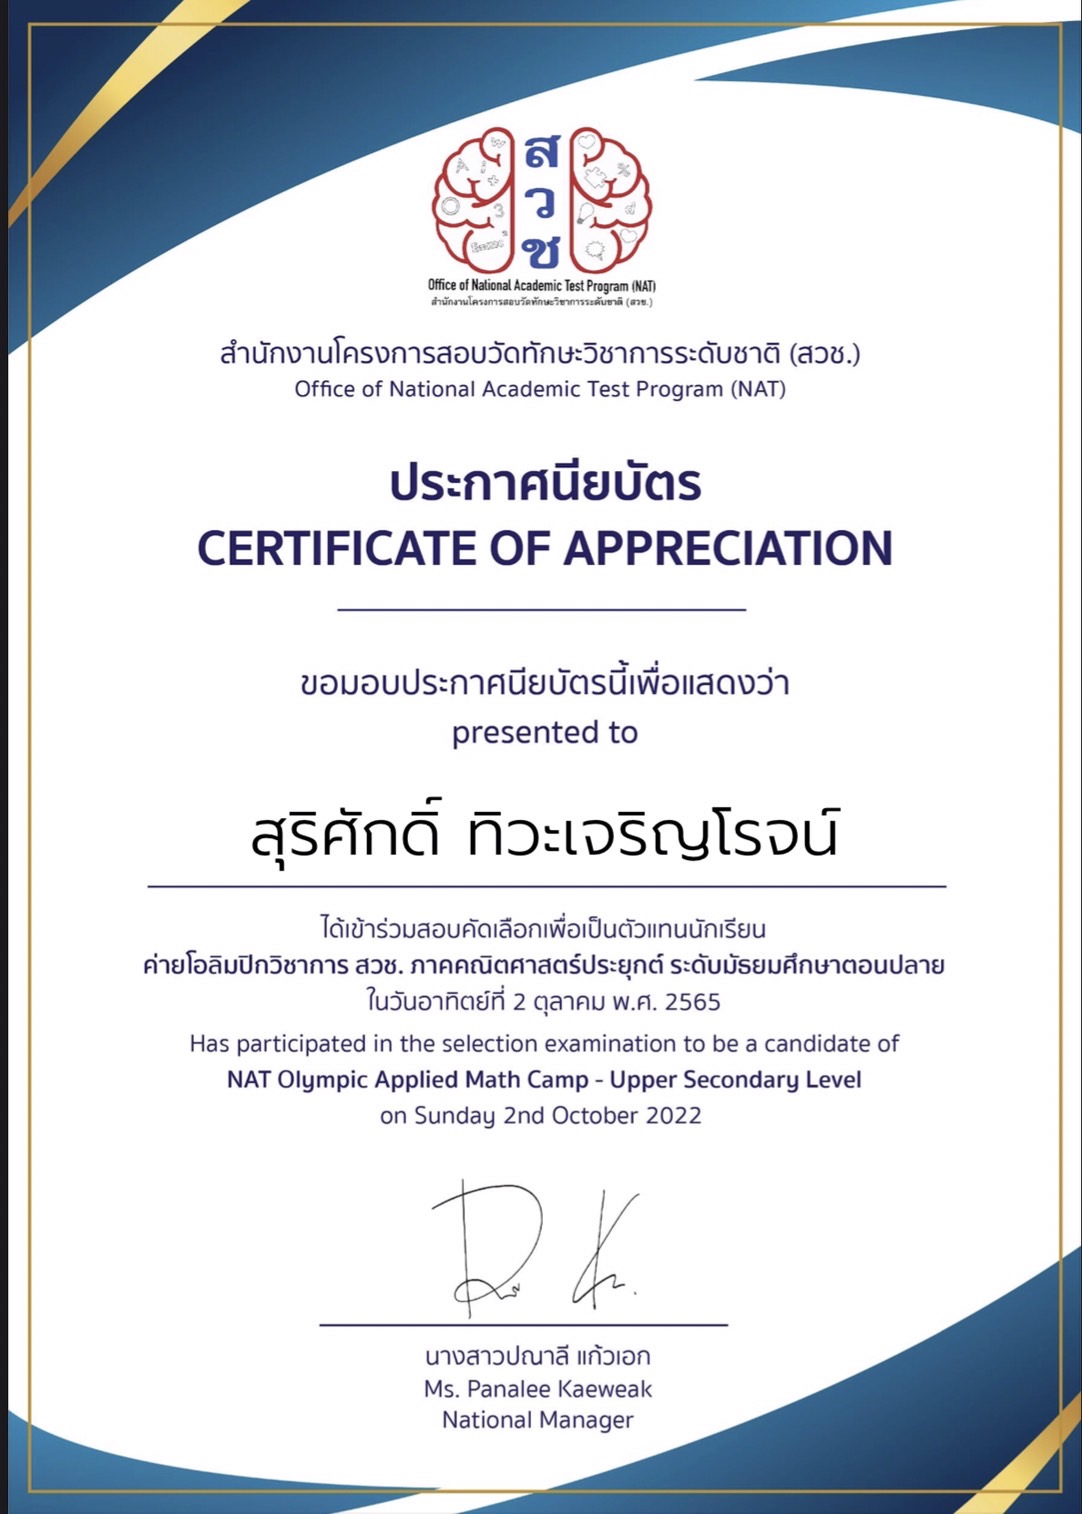 ส
ว
ช
Office of National Academic Test Program (NAT)
สำนักงานโครงการสอบวัดทักษะวิชาการระดับชาติ (สวช.)
สำนักงานโครงการสอบวัดทักษะวิชาการระดับชาติ (สวช.)
Office of National Academic Test Program (NAT)
ประกาศนียบัตร
CERTIFICATE OF APPRECIATION
ขอมอบประกาศนียบัตรนี้เพื่อแสดงว่า
presented to
สุริศักดิ์ ทิวะเจริญโรจน์
ได้เข้าร่วมสอบคัดเลือกเพื่อเป็นตัวแทนนักเรียน
ค่ายโอลิมปิกวิชาการ สวช. ภาคคณิตศาสตร์ประยุกต์ ระดับมัธยมศึกษาตอนปลาย
ในวันอาทิตย์ที่ 2 ตุลาคม พ.ศ. 2565
Has participated in the selection examination to be a candidate of
NAT Olympic Applied Math Camp - Upper Secondary Level
on Sunday 2nd October 2022
นางสาวปณาลี แก้วเอก
Ms. Panalee Kaeweak
National Manager